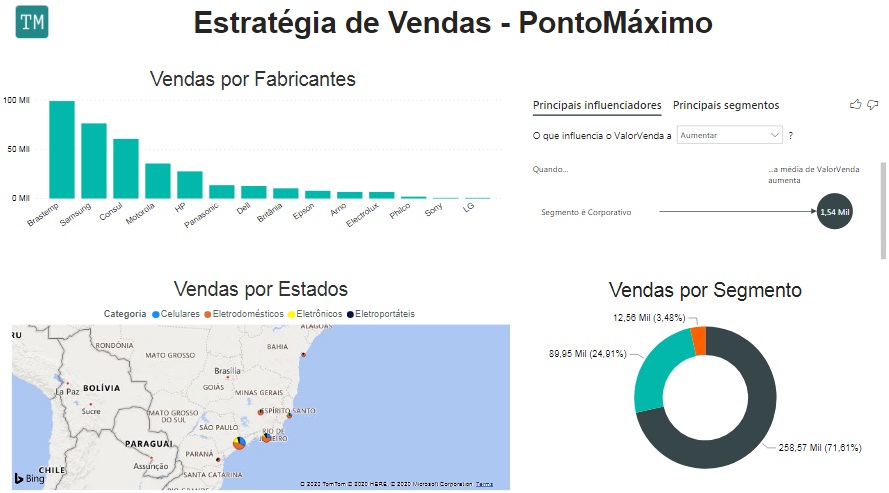 TM
Estratégia de Vendas - PontoMáximo
Vendas por Fabricantes
100 Mil
50 Mil
0 Mil
Brastemp
Samsung
Consul
Motorola
HP
Panasonic
Dell
Britânia
Epson
Arno
Electrolux
Philco
Sony
LG
Principais influenciadores Principais segmentos
O que influencia o ValorVenda a Aumentar ?
Quando...
...a média de ValorVenda
aumenta
Segmento é Corporativo
1,54 Mil
Vendas por Estados
Categoria Celulares Eletrodomésticos Eletrônicos Eletroportáteis
RU
ALAGOAS
RONDÔNIA
MATO GROSSO
BAHIA
Brasília
BOLÍVIA
La Paz
GOIÁS
MINAS GERAIS
Sucre
MATO GROSSO
DO SUL
ESPÍRITO SANTO
SÃO PAULO
RIO DE
JANEIRO
PARAGUAI
PARANÁ
Assunção
SANTA CATARINA
CHILE
Bing
© 2020 TomTom © 2020 HERE, © 2020 Microsoft Corporation Terms
Vendas por Segmento
12,56 Mil (3,48%)
89,95 Mil (24,91%)
258,57 Mil (71,61%)